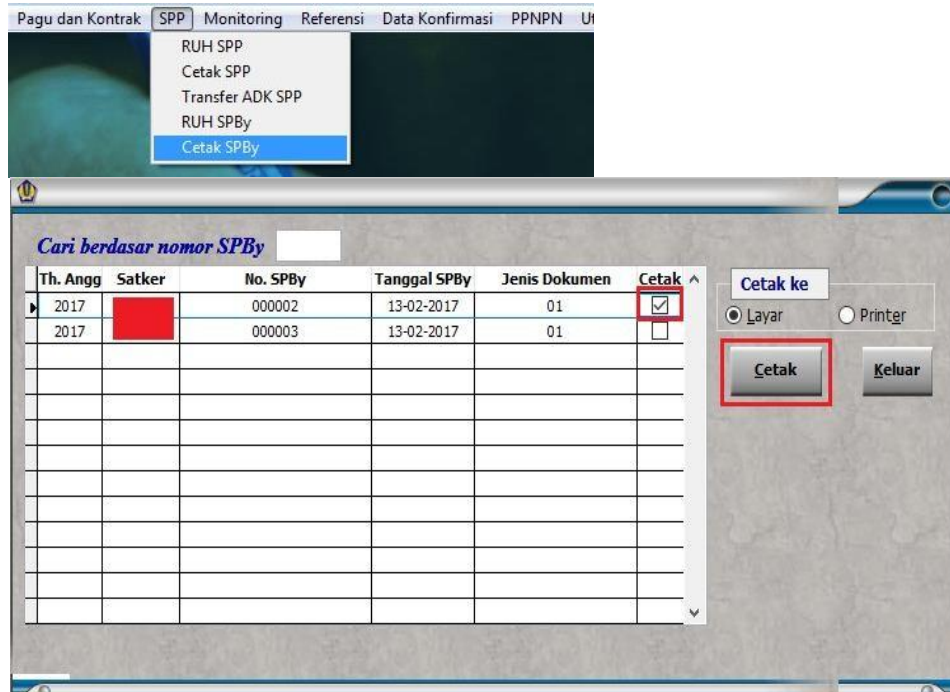 Pagu dan Kontrak SPP Monitoring Referensi Data Konfirmasi PPNPN
RUH SPP
Cetak SPP
Transfer ADK SPP
RUH SPBy
Cetak SPBy
Cari berdasar nomor SPBy
Th. Angg Satker No. SPBy Tanggal SPBy Jenis Dokumen Cetak
2017 000002 13-02-2017 01
2017 000003 13-02-2017 01
Cetak ke
Layar Printer
Cetak Keluar